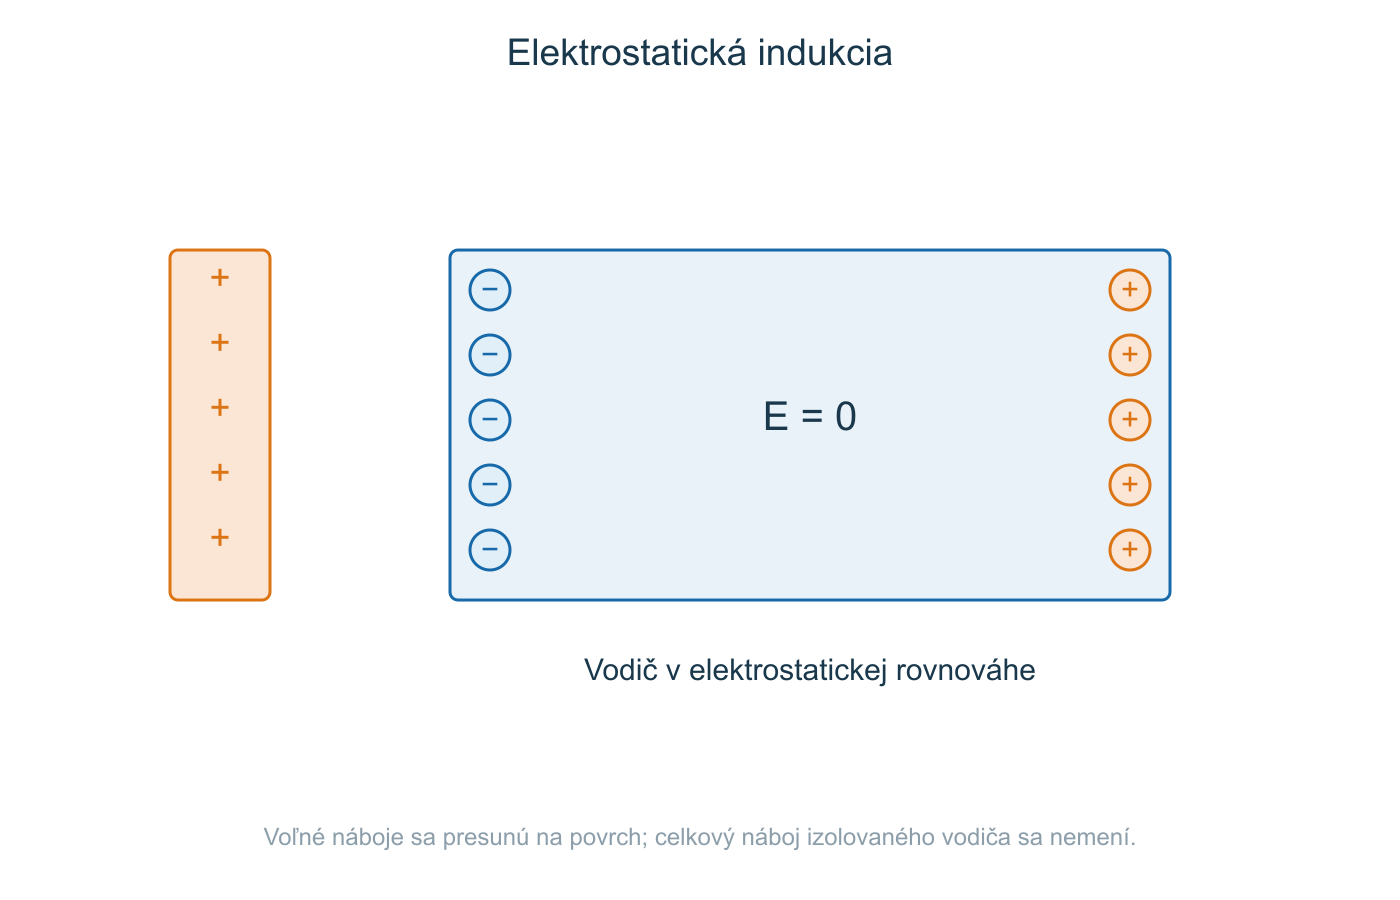 Elektrostatická indukcia
+ − +
+ − +
+ − E = 0 +
+ − +
+ − +
Vodič v elektrostatickej rovnováhe
Voľné náboje sa presunú na povrch; celkový náboj izolovaného vodiča sa nemení.